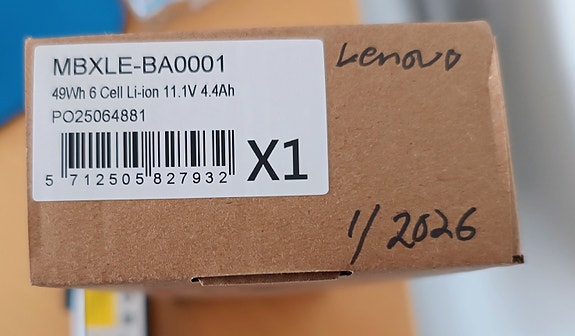 MBXLE-BA0001
49Wh 6 Cell Li-ion 11.1V 4.4Ah
PO25064881
5 712505 827932
X1
Lenovo
1/2026